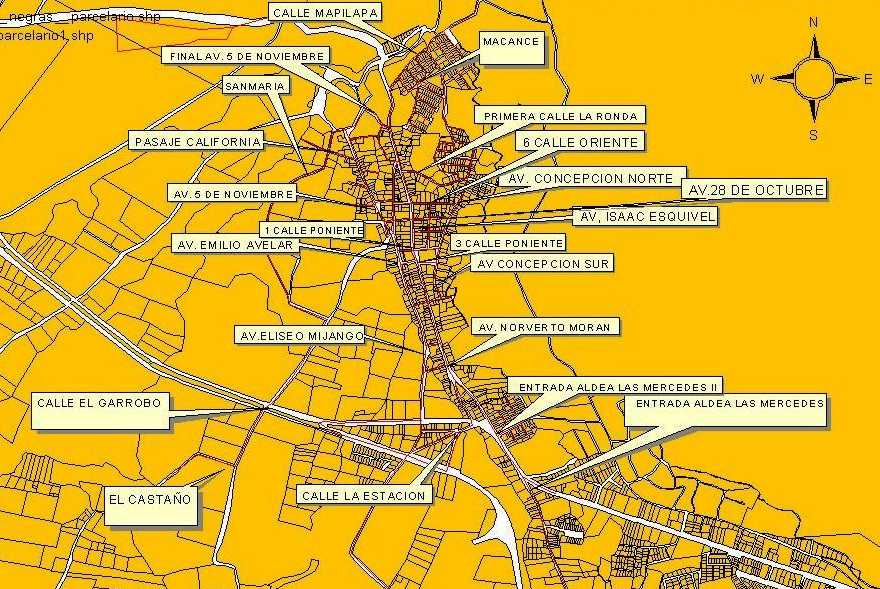 negras__parcelario.shp
parcelario1.shp
CALLE MAPILAPA
N
MACANCE
FINAL AV. 5 DE NOVIEMBRE
W
E
SANMARIA
PRIMERA CALLE LA RONDA
S
PASAJE CALIFORNIA
6 CALLE ORIENTE
AV. CONCEPCION NORTE
AV. 5 DE NOVIEMBRE
AV.28 DE OCTUBRE
AV, ISAAC ESQUIVEL
1 CALLE PONIENTE
AV. EMILIO AVELAR
3 CALLE PONIENTE
AV CONCEPCION SUR
AV.ELISEO MIJANGO
AV. NORVERTO MORAN
ENTRADA ALDEA LAS MERCEDES II
CALLE EL GARROBO
ENTRADA ALDEA LAS MERCEDES
EL CASTAÑO
CALLE LA ESTACION